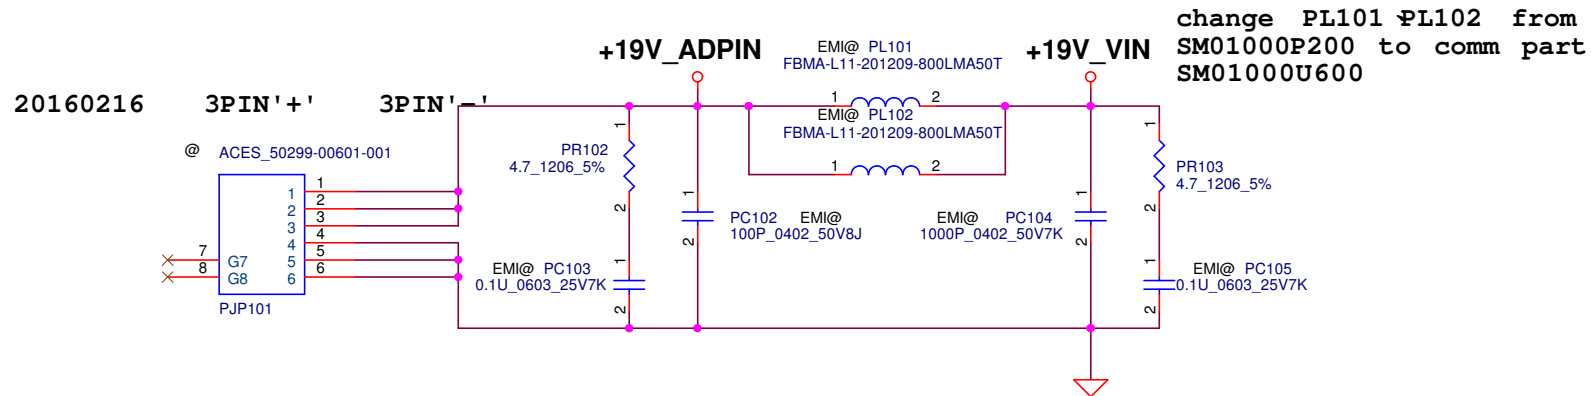 change PL101 PL102 from
SM01000P200 to comm part
SM01000U600
+19V_ADPIN
EMI@ PL101
FBMA-L11-201209-800LMA50T
+19V_VIN
20160216 3PIN'+' 3PIN'-'
1 2
EMI@ PL102
FBMA-L11-201209-800LMA50T
1 2
@ ACES_50299-00601-001
1 1
2 2
3 3
4 4
5 5
6 6
7 G7
8 G8
PJP101
1
PR102
4.7_1206_5%
2
1
EMI@ PC103
0.1U_0603_25V7K
2
1
PC102 EMI@
100P_0402_50V8J
2
1
EMI@ PC104
1000P_0402_50V7K
2
1
PR103
4.7_1206_5%
2
1
EMI@ PC105
0.1U_0603_25V7K
2